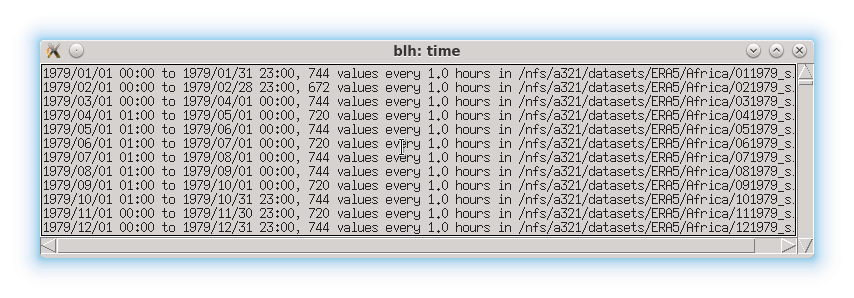 blh: time
1979/01/01 00:00 to 1979/01/31 23:00, 744 values every 1.0 hours in /nfs/a321/datasets/ERA5/Africa/011979_s.
1979/02/01 00:00 to 1979/02/28 23:00, 672 values every 1.0 hours in /nfs/a321/datasets/ERA5/Africa/021979_s.
1979/03/01 01:00 to 1979/04/01 00:00, 744 values every 1.0 hours in /nfs/a321/datasets/ERA5/Africa/031979_s.
1979/04/01 01:00 to 1979/05/01 00:00, 720 values every 1.0 hours in /nfs/a321/datasets/ERA5/Africa/041979_s.
1979/05/01 01:00 to 1979/06/01 00:00, 744 values every 1.0 hours in /nfs/a321/datasets/ERA5/Africa/051979_s.
1979/06/01 01:00 to 1979/07/01 00:00, 720 values every 1.0 hours in /nfs/a321/datasets/ERA5/Africa/061979_s.
1979/07/01 01:00 to 1979/08/01 00:00, 744 values every 1.0 hours in /nfs/a321/datasets/ERA5/Africa/071979_s.
1979/08/01 01:00 to 1979/09/01 00:00, 744 values every 1.0 hours in /nfs/a321/datasets/ERA5/Africa/081979_s.
1979/09/01 01:00 to 1979/10/01 00:00, 720 values every 1.0 hours in /nfs/a321/datasets/ERA5/Africa/091979_s.
1979/10/01 01:00 to 1979/10/31 23:00, 744 values every 1.0 hours in /nfs/a321/datasets/ERA5/Africa/101979_s.
1979/11/01 00:00 to 1979/11/30 23:00, 720 values every 1.0 hours in /nfs/a321/datasets/ERA5/Africa/111979_s.
1979/12/01 00:00 to 1979/12/31 23:00, 744 values every 1.0 hours in /nfs/a321/datasets/ERA5/Africa/121979_s.